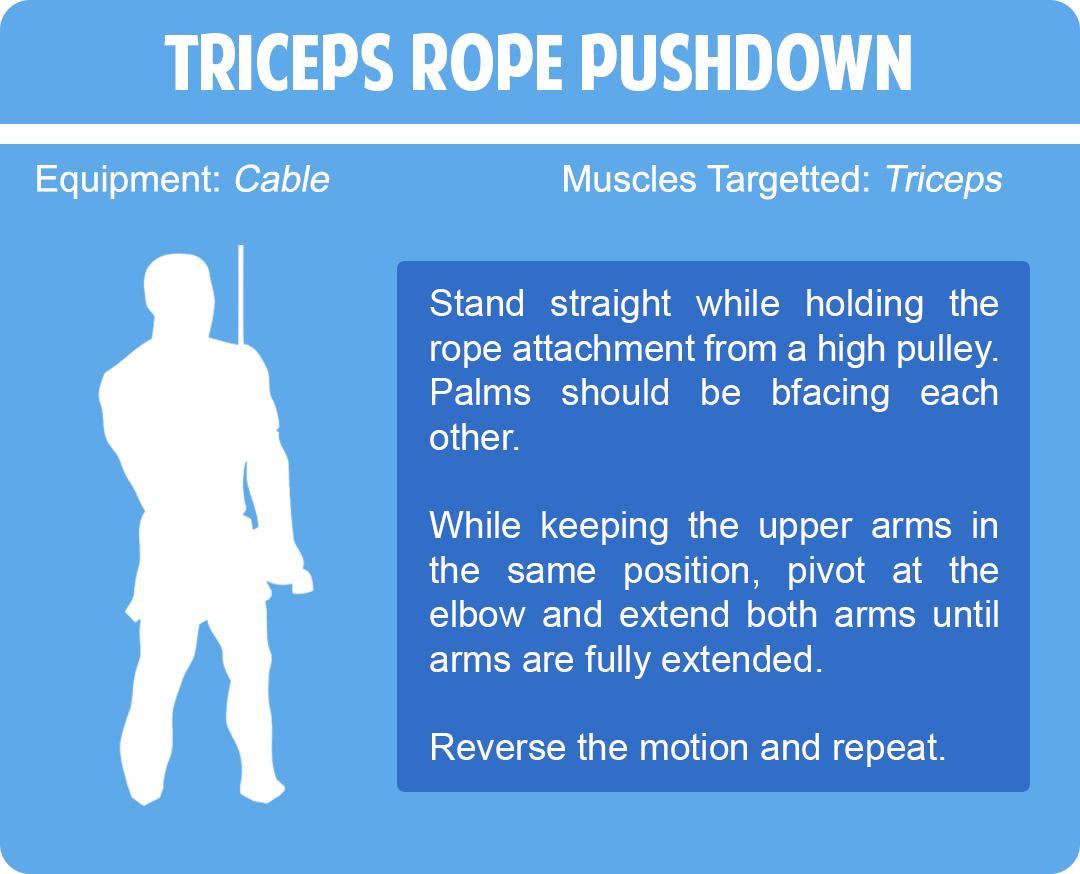 TRICEPS ROPE PUSHDOWN
Equipment: Cable
Muscles Targetted: Triceps
Stand straight while holding the
rope attachment from a high pulley.
Palms should be bfacing each
other.
While keeping the upper arms in
the same position, pivot at the
elbow and extend both arms until
arms are fully extended.
Reverse the motion and repeat.